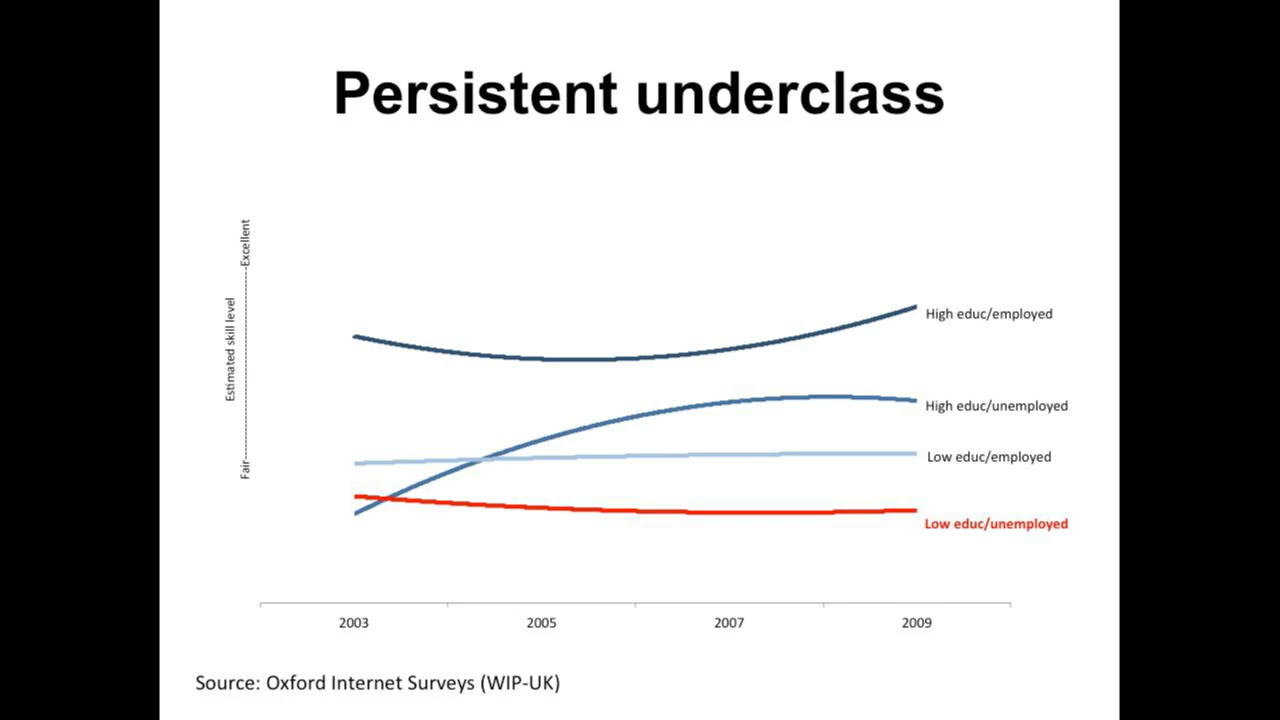 Persistent underclass
Estimated skill level
Fair----------------------------------------Excellent
High educ/employed
High educ/unemployed
Low educ/employed
Low educ/unemployed
2003 2005 2007 2009
Source: Oxford Internet Surveys (WIP-UK)